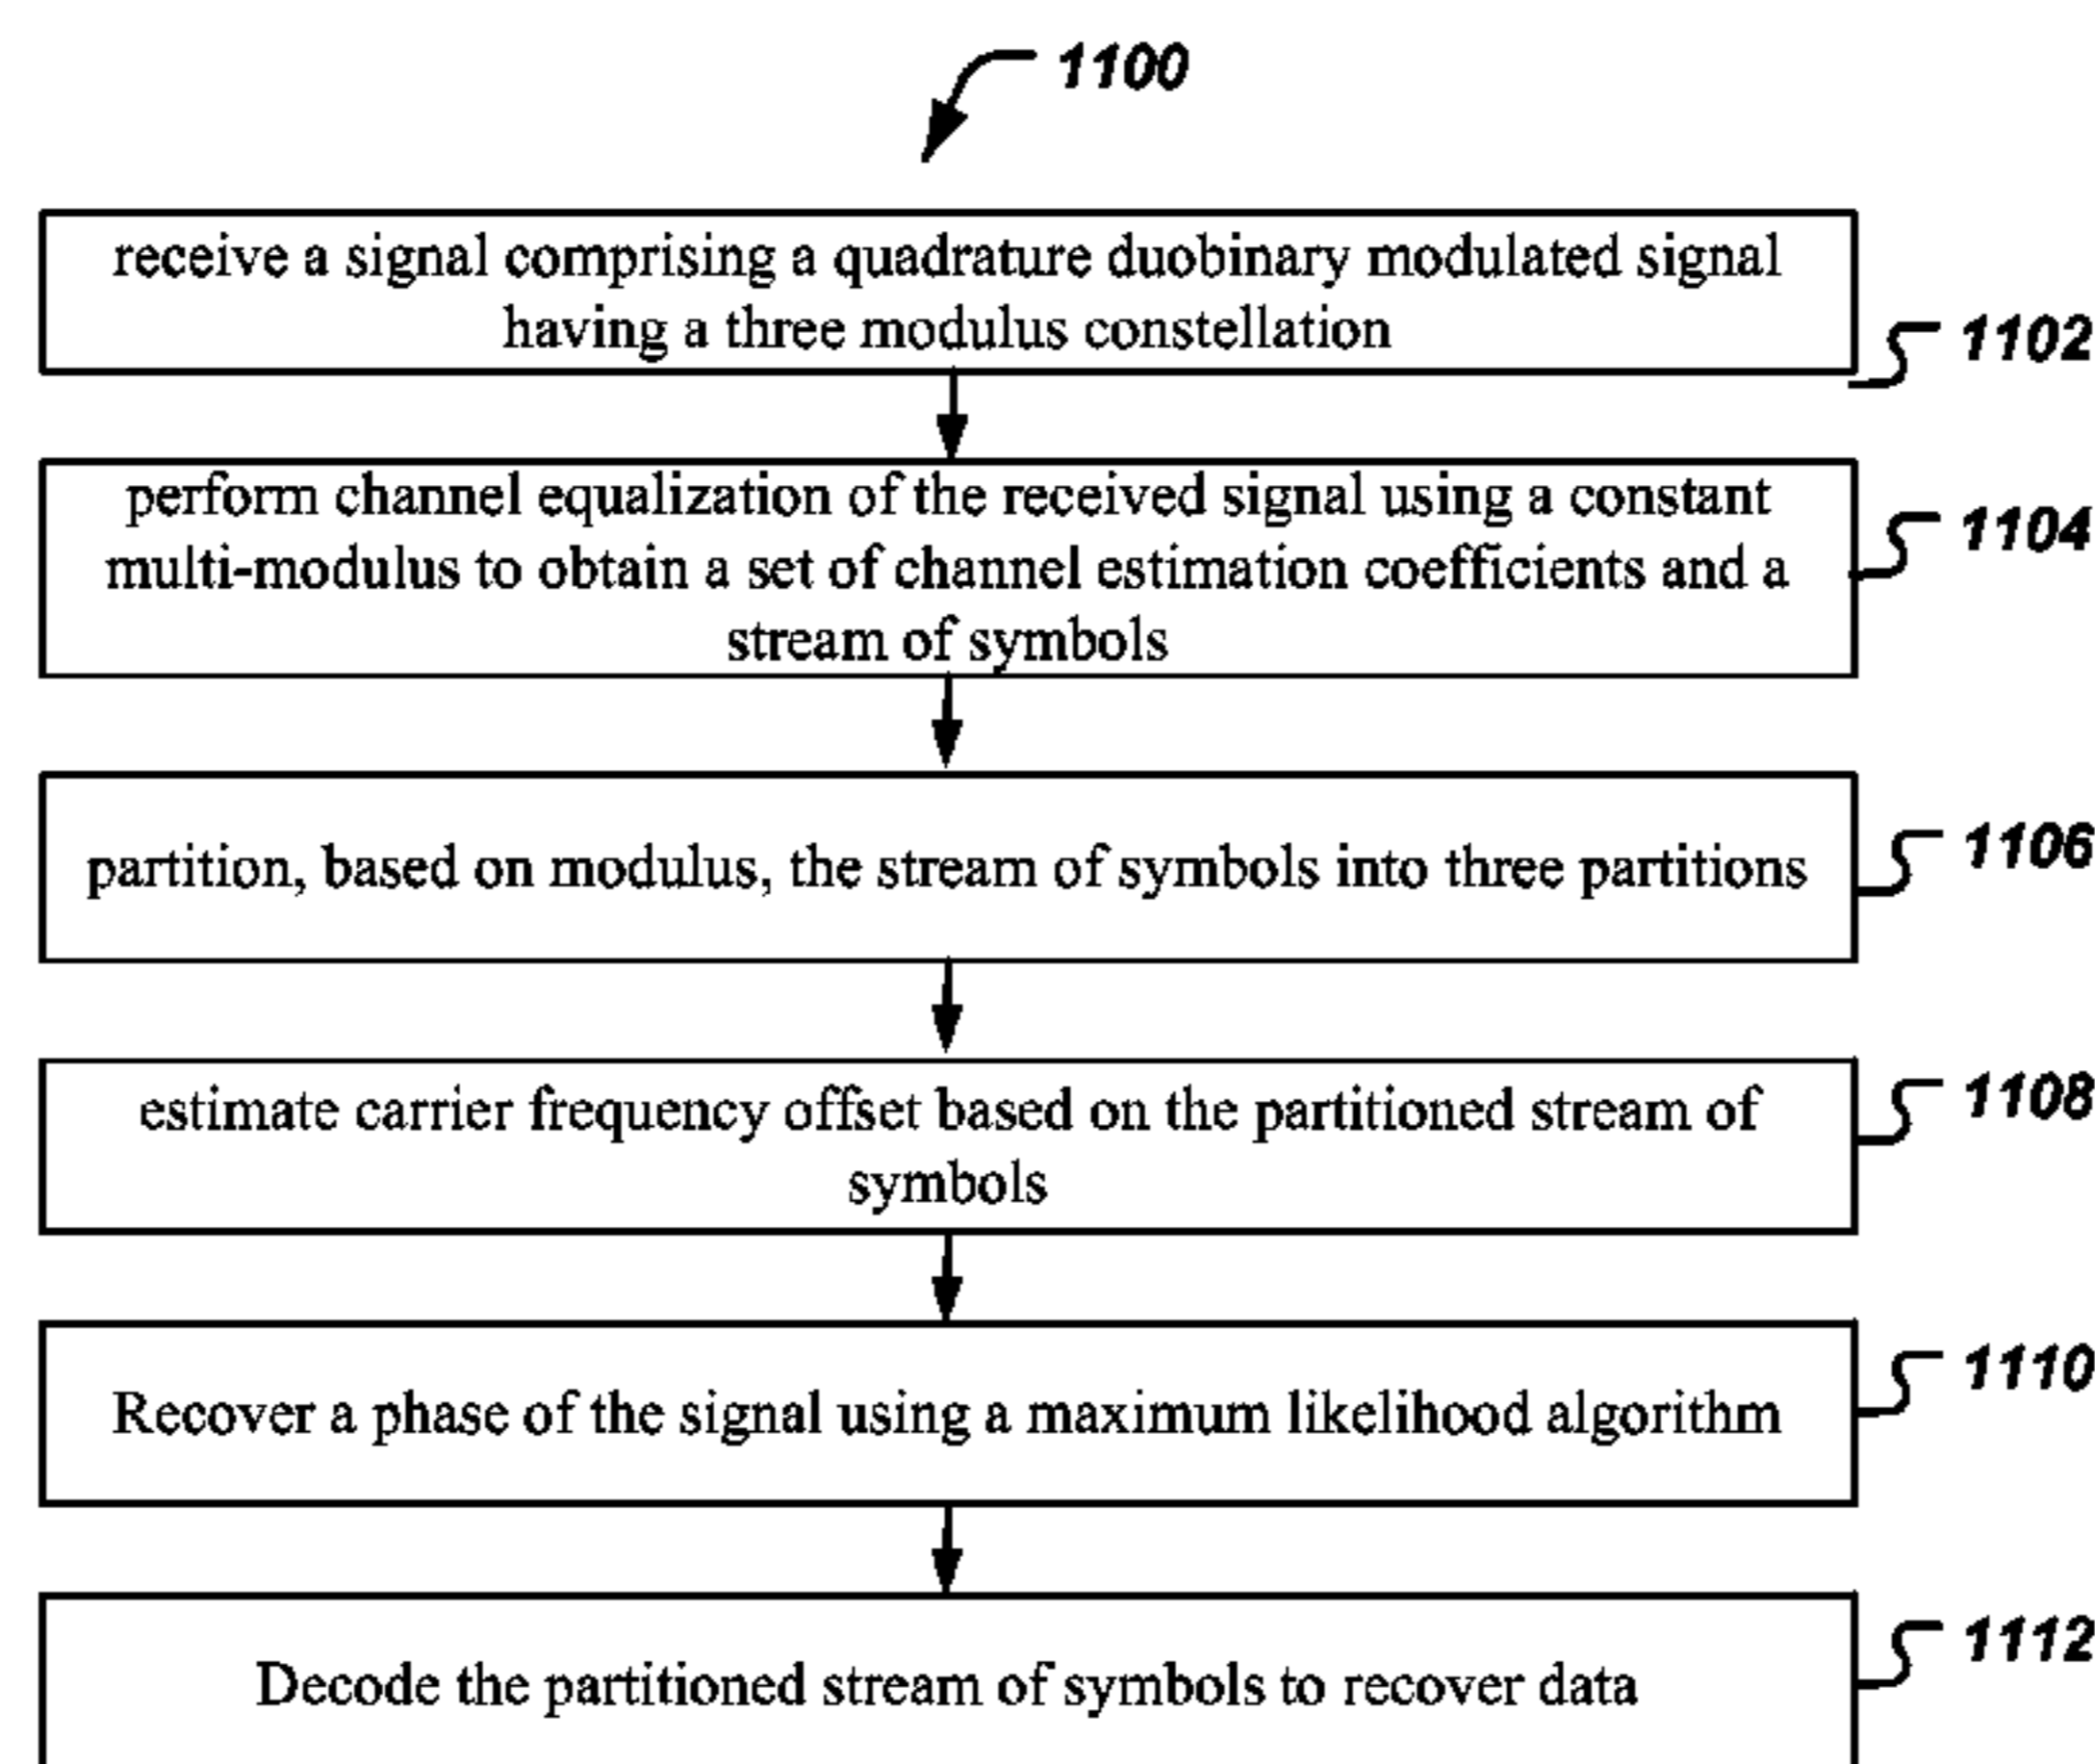 1100
receive a signal comprising a quadrature duobinary modulated signal
having a three modulus constellation
1102
perform channel equalization of the received signal using a constant
multi-modulus to obtain a set of channel estimation coefficients and a
stream of symbols
1104
partition, based on modulus, the stream of symbols into three partitions
1106
estimate carrier frequency offset based on the partitioned stream of
symbols
1108
Recover a phase of the signal using a maximum likelihood algorithm
1110
Decode the partitioned stream of symbols to recover data
1112